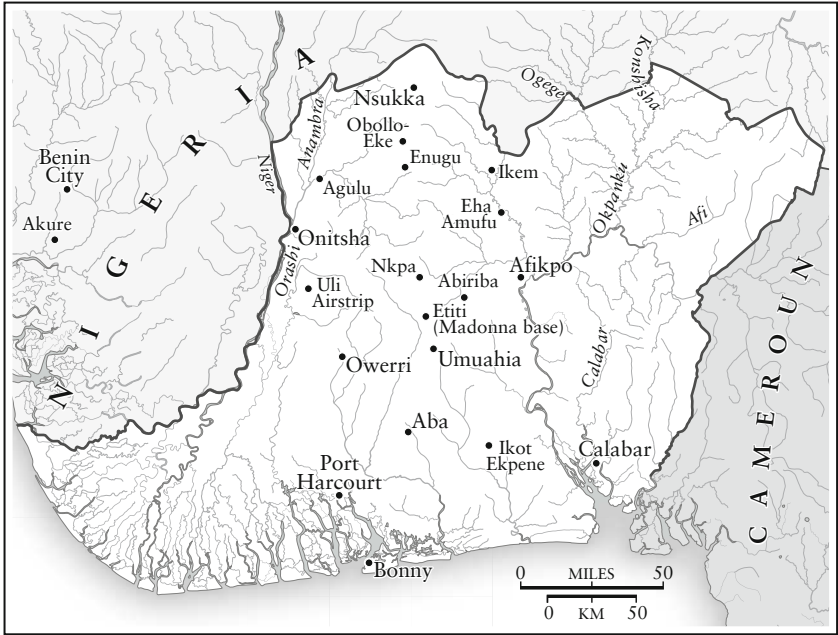 NIGERIA
Ogege
Konshisha
Nsukka
Anambra
Obollo-
Eke
Enugu
Ikem
Benin
City
Niger
Agulu
Okpanku
Eha
Amufu
Afi
Akure
Onitsha
Orashi
Nkpa
Abiriba
Afikpo
Uli
Airstrip
Etiti
(Madonna base)
CAMEROUN
Calabar
Owerri
Umuahia
Aba
Ikot
Ekpene
Calabar
Port
Harcourt
Bonny
0 MILES 50
0 KM 50